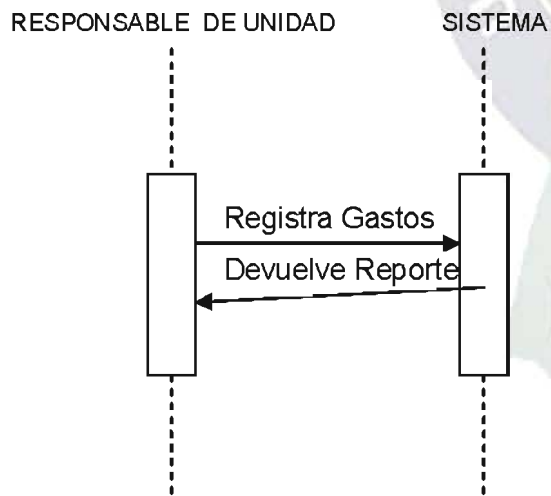 RESPONSABLE DE UNIDAD
SISTEMA
Registra Gastos
Devuelve Reporte